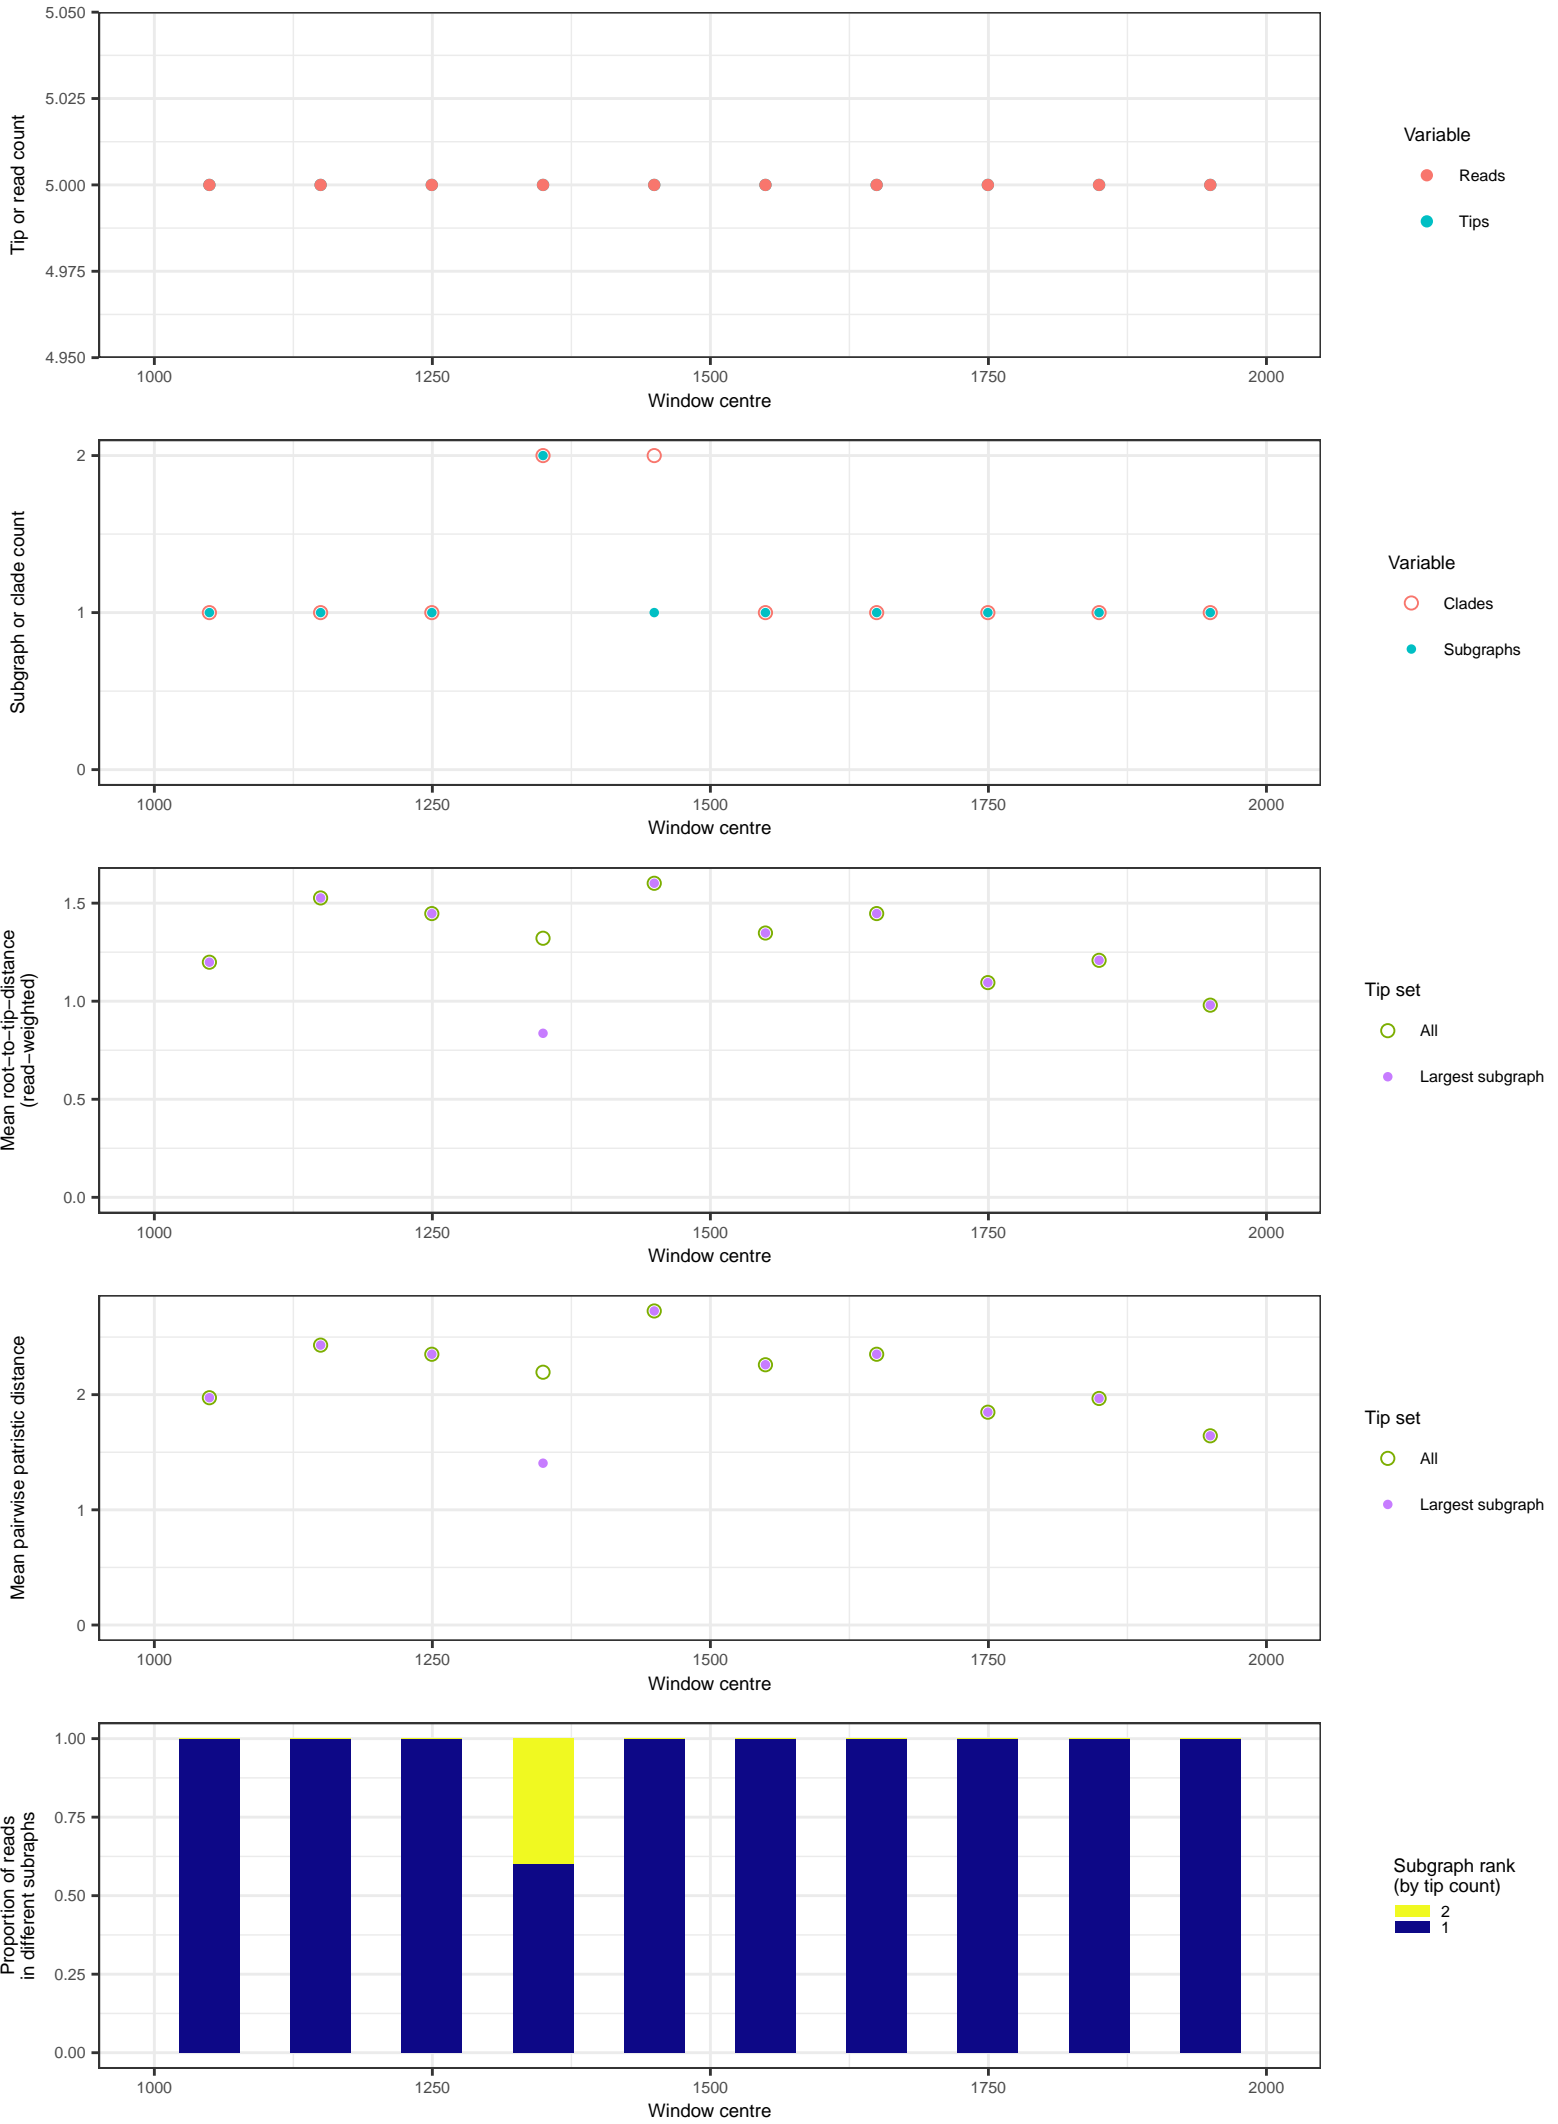 5.050
5.025
5.000
4.975
4.950
Tip or read count
1000
1250
1500
1750
2000
Window centre
Variable
Reads
Tips
2
1
0
Subgraph or clade count
1000
1250
1500
1750
2000
Window centre
Variable
Clades
Subgraphs
1.5
1.0
0.5
0.0
Mean root−to−tip−distance
(read−weighted)
1000
1250
1500
1750
2000
Window centre
Tip set
All
Largest subgraph
2
1
0
Mean pairwise patristic distance
1000
1250
1500
1750
2000
Window centre
Tip set
All
Largest subgraph
1.00
0.75
0.50
0.25
0.00
Proportion of reads
in different subraphs
1000
1250
1500
1750
2000
Window centre
Subgraph rank
(by tip count)
2
1